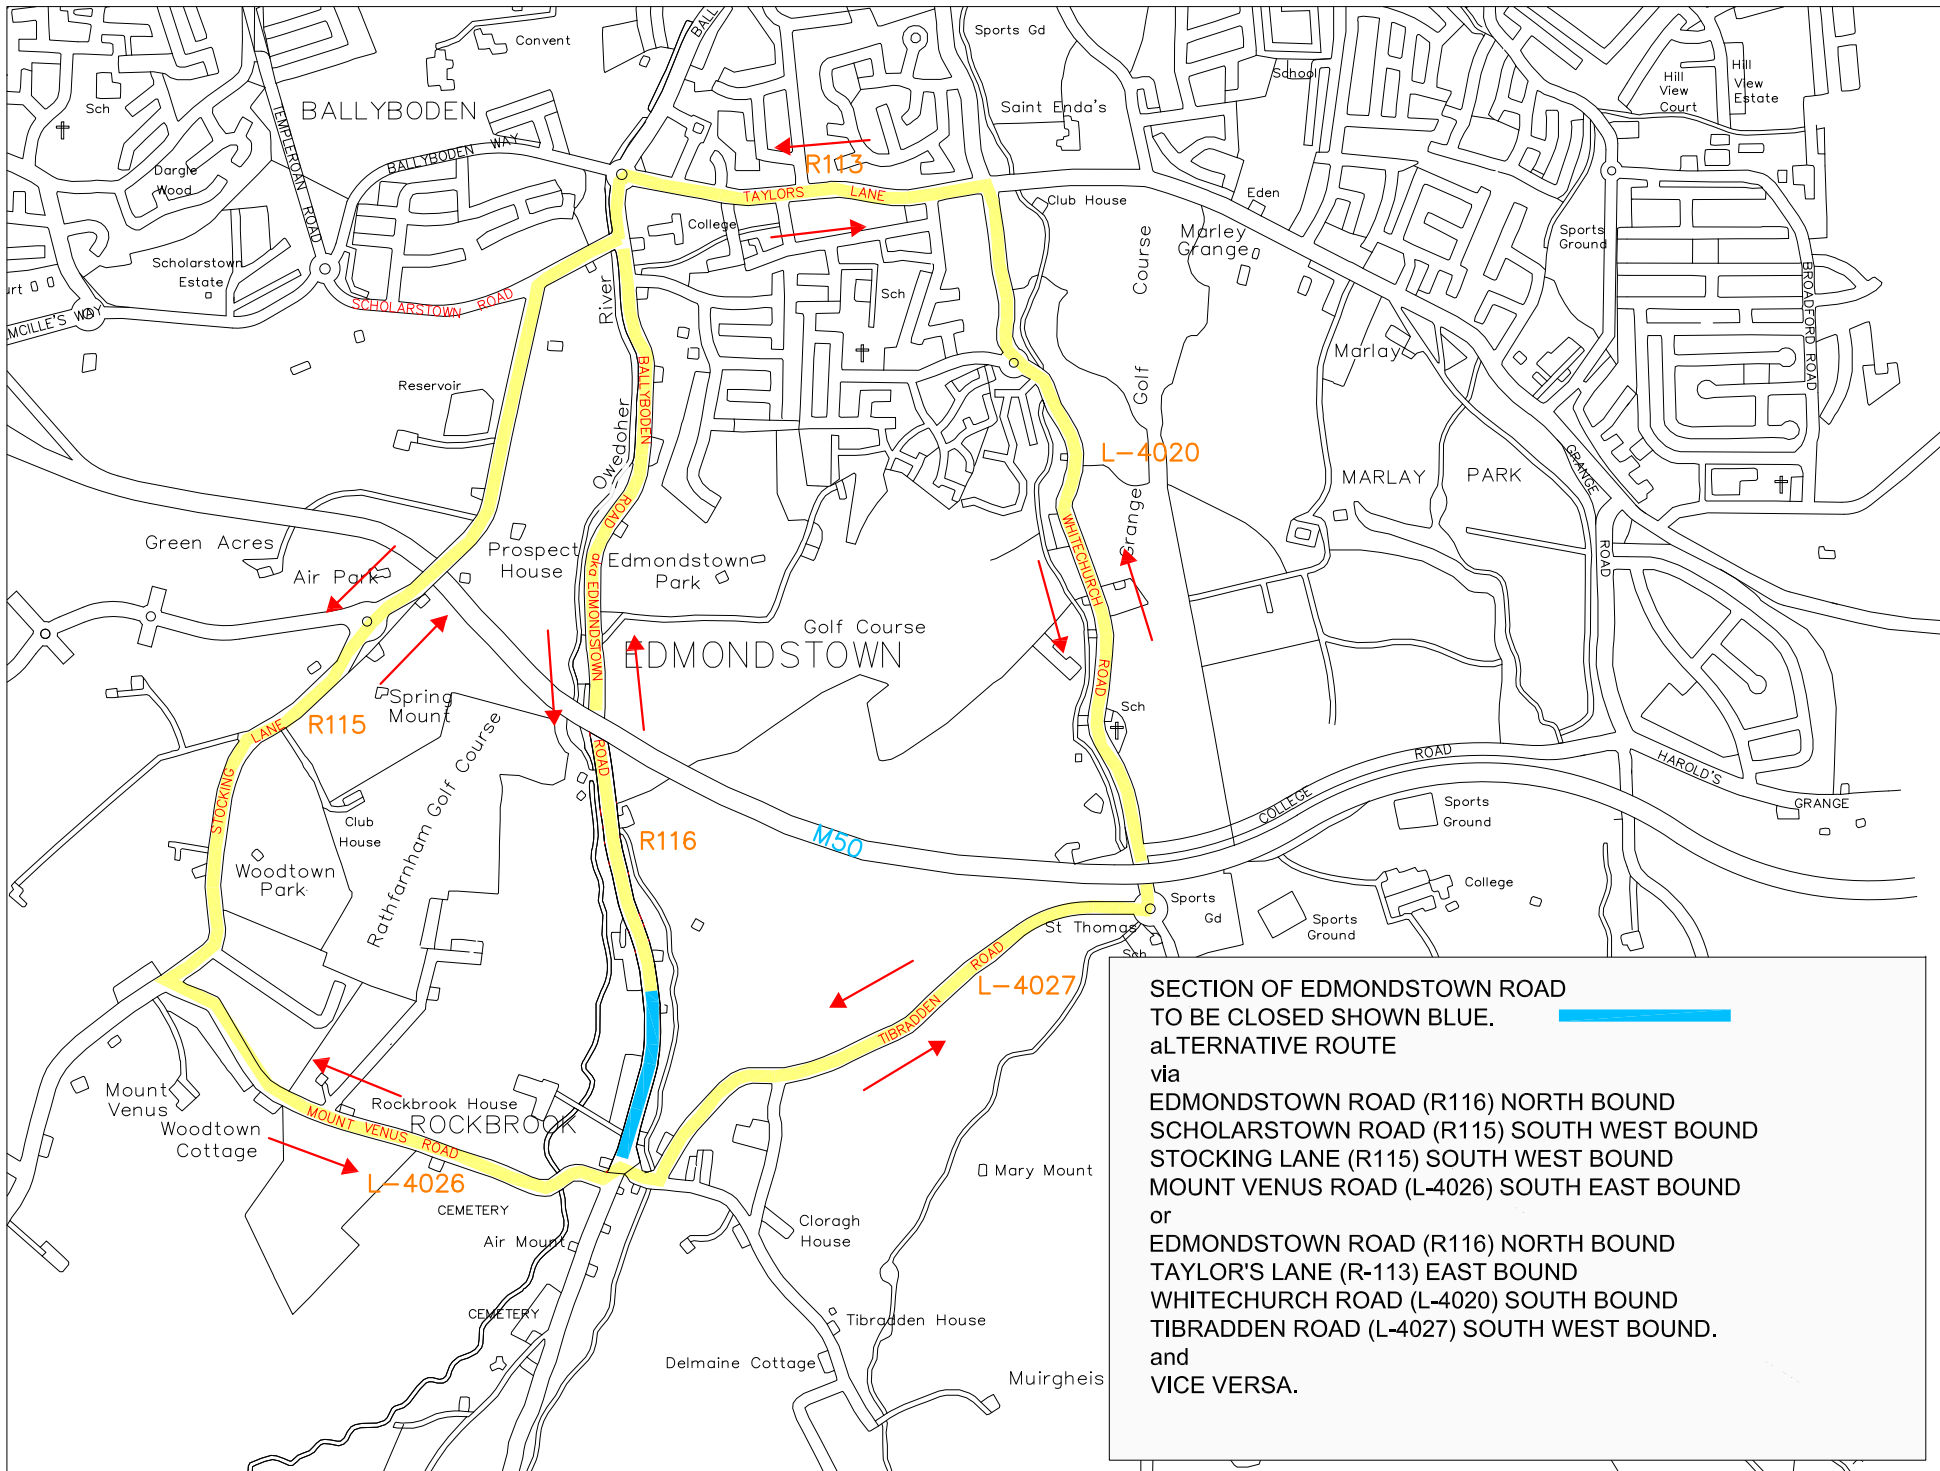 Convent
Sports Gd
BALL
Sch
BALLYBODEN
TEMPLEROAN ROAD
BALLYBODEN WAY
Saint Enda's
School
Hill
View
Court
Hill
View
Estate
Dargle
Wood
R113
TAYLORS LANE
College
Club House
Eden
Marley
Grange
Sports
Ground
Scholarstown
Estate
SCHOLARSTOWN ROAD
River
Owedoher
Sch
Golf Course
BROADFORD ROAD
urt
MCILLE'S WAY
Reservoir
BALLYBODEN
ROAD
aka EDMONDSTOWN
ROAD
Marlay
L-4020
MARLAY PARK
GRANGE
ROAD
Green Acres
Air Park
Prospect
House
Edmondstown
Park
WHITECHURCH
ROAD
Grange
Golf Course
EDMONDSTOWN
Spring
Mount
R115
STOCKING
LANE
Rathfarnham Golf Course
Sch
ROAD
COLLEGE
HAROLD'S
GRANGE
Club
House
R116
M50
Sports
Ground
Woodtown
Park
College
Sports
Gd
Sports
Ground
St Thomas
Sch
TIBRADDEN
ROAD
L-4027
Mount
Venus
Woodtown
Cottage
Rockbrook House
ROCKBROOK
MOUNT VENUS ROAD
L-4026
CEMETERY
Air Mount
CEMETERY
Mary Mount
Cloragh
House
Tibradden House
Delmaine Cottage
Muirgheis
SECTION OF EDMONDSTOWN ROAD
TO BE CLOSED SHOWN BLUE.
aLTERNATIVE ROUTE
via
EDMONDSTOWN ROAD (R116) NORTH BOUND
SCHOLARSTOWN ROAD (R115) SOUTH WEST BOUND
STOCKING LANE (R115) SOUTH WEST BOUND
MOUNT VENUS ROAD (L-4026) SOUTH EAST BOUND
or
EDMONDSTOWN ROAD (R116) NORTH BOUND
TAYLOR'S LANE (R-113) EAST BOUND
WHITECHURCH ROAD (L-4020) SOUTH BOUND
TIBRADDEN ROAD (L-4027) SOUTH WEST BOUND.
and
VICE VERSA.